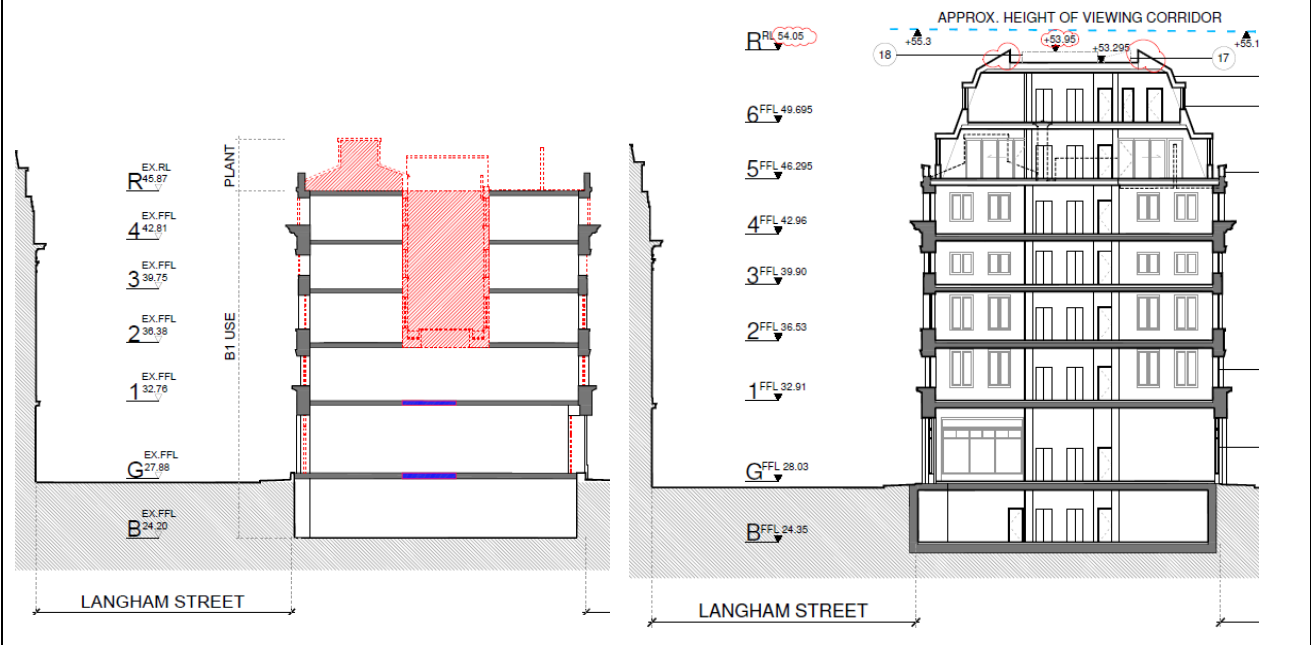 PLANT
B1 USE
R EX.RL 45.87
4 EX.FFL 42.81
3 EX.FFL 39.75
2 EX.FFL 36.38
1 EX.FFL 32.76
G EX.FFL 27.88
B EX.FFL 24.20
LANGHAM STREET
APPROX. HEIGHT OF VIEWING CORRIDOR
+55.3
+53.95
+53.295
+55.1
18
17
R RL 54.05
6 FFL 49.695
5 FFL 46.295
4 FFL 42.96
3 FFL 39.90
2 FFL 36.53
1 FFL 32.91
G FFL 28.03
B FFL 24.35
LANGHAM STREET